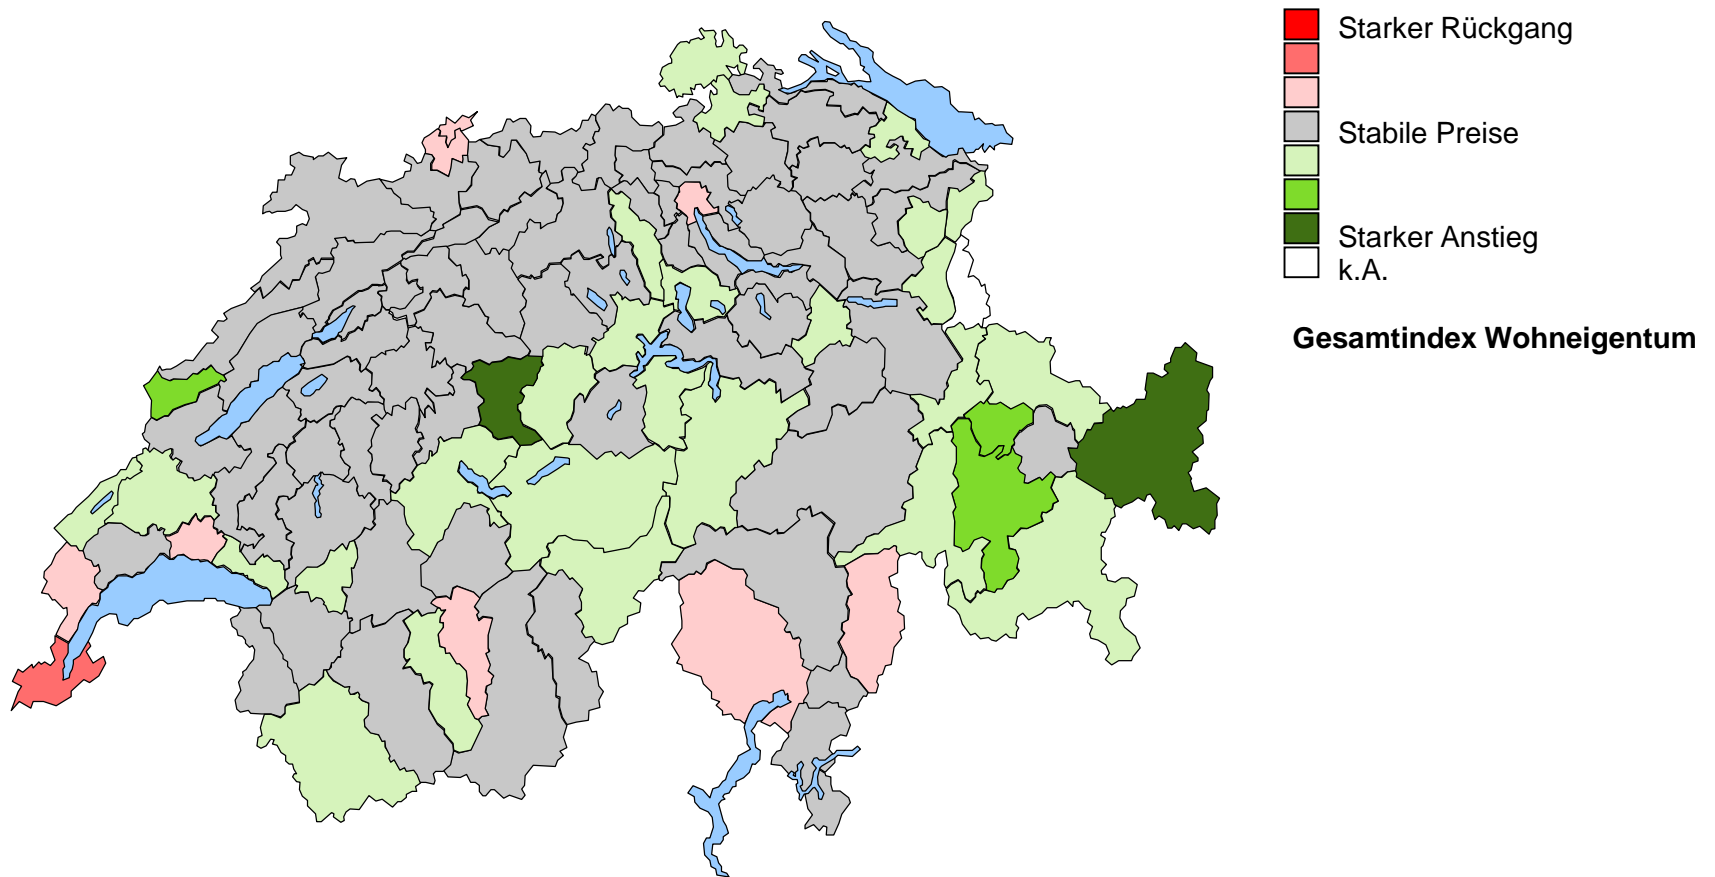 Starker Rückgang
Stabile Preise
Starker Anstieg
k.A.
Gesamtindex Wohneigentum